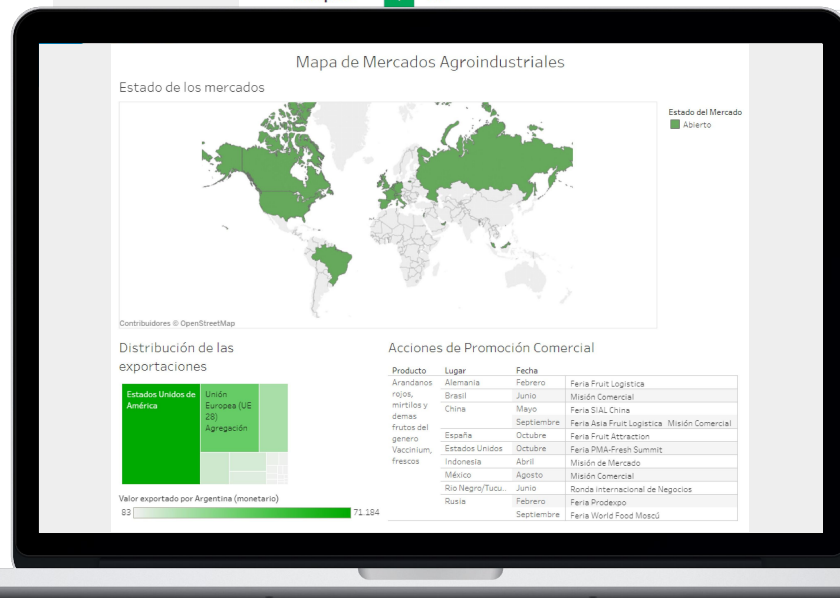 Mapa de Mercados Agroindustriales
Estado de los mercados
Estado del Mercado
Abierto
Contribuidores © OpenStreetMap
Distribución de las
exportaciones
Estados Unidos de
América
Unión
Europea (UE
28)
Agregación
Valor exportado por Argentina (monetario)
83 71.184
Acciones de Promoción Comercial
Producto Lugar Fecha
Arandanos
rojos,
mirtilos y
demas
frutos del
genero
Vaccinium,
frescos
Alemania Febrero Feria Fruit Logistica
Brasil Junio Misión Comercial
China Mayo Feria SIAL China
Septiembre Feria Asia Fruit Logistica Misión Comercial
España Octubre Feria Fruit Attraction
Estados Unidos Octubre Feria PMA-Fresh Summit
Indonesia Abril Misión de Mercado
México Agosto Misión Comercial
Rio Negro/Tucu.. Junio Ronda internacional de Negocios
Rusia Febrero Feria Prodexpo
Septiembre Feria World Food Moscú